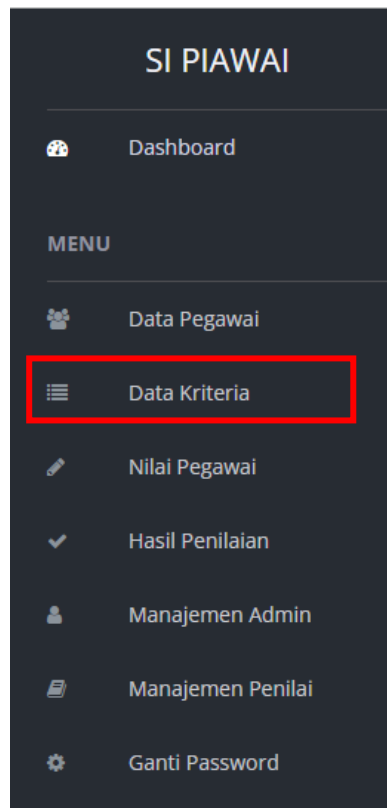 SI PIAWAI
Dashboard
MENU
Data Pegawai
Data Kriteria
Nilai Pegawai
Hasil Penilaian
Manajemen Admin
Manajemen Penilai
Ganti Password